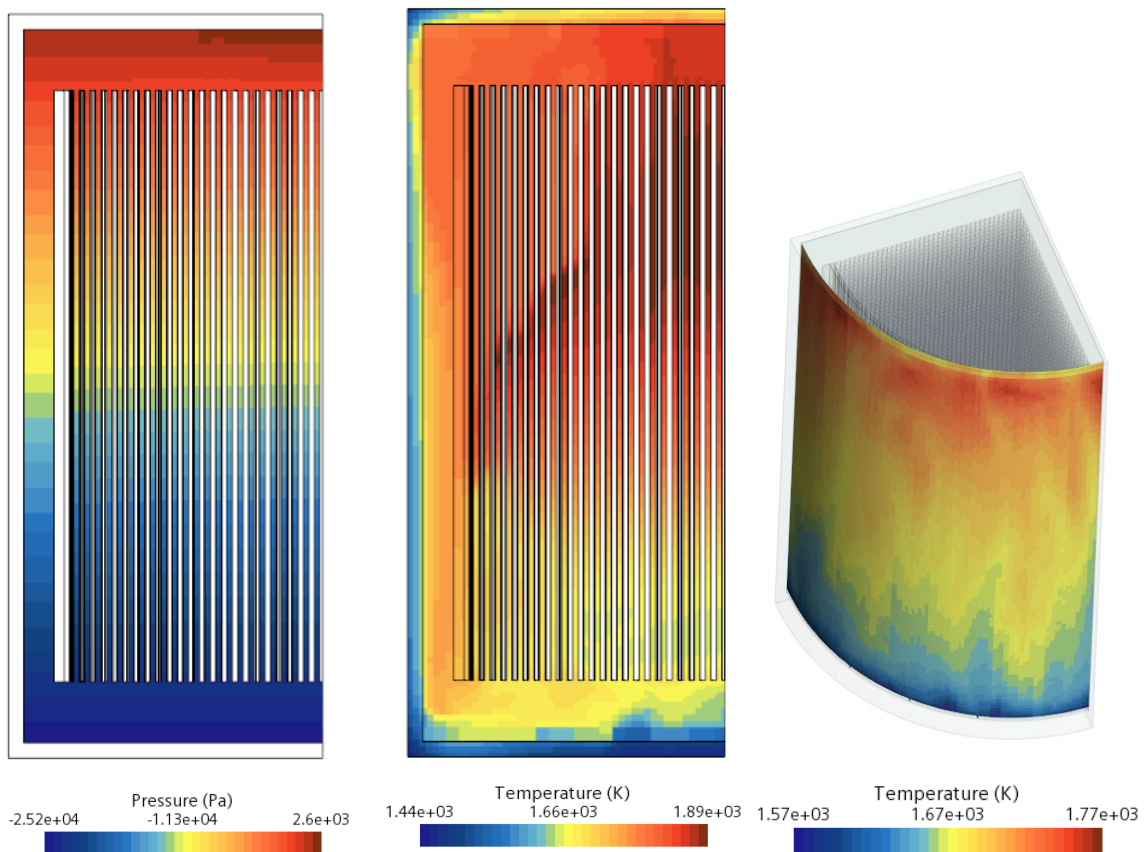 Pressure (Pa)
-2.52e+04 -1.13e+04 2.6e+03
Temperature (K)
1.44e+03 1.66e+03 1.89e+03
Temperature (K)
1.57e+03 1.67e+03 1.77e+03